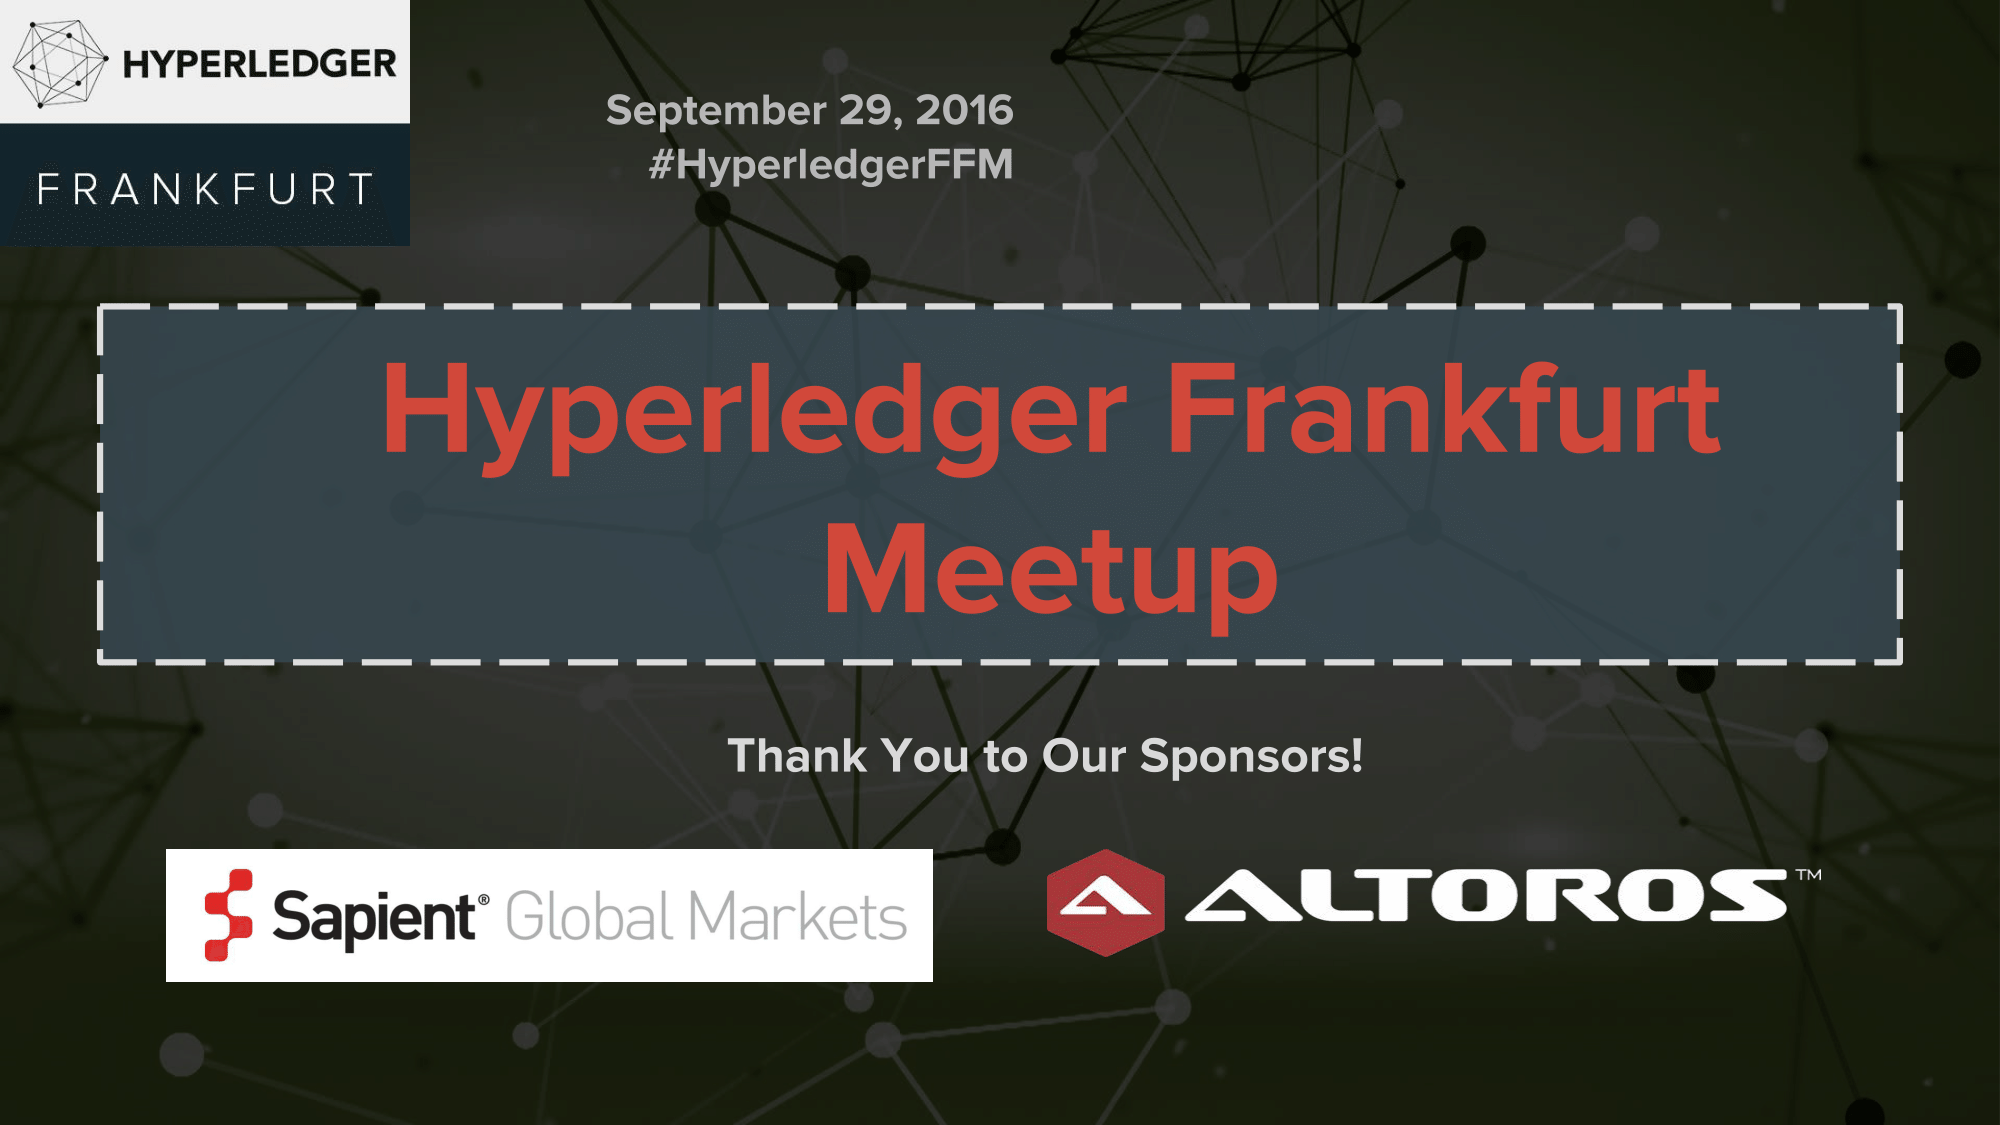 HYPERLEDGER
FRANKFURT
September 29, 2016
#HyperledgerFFM
Hyperledger Frankfurt
Meetup
Thank You to Our Sponsors!
Sapient® Global Markets
ALTOROS™